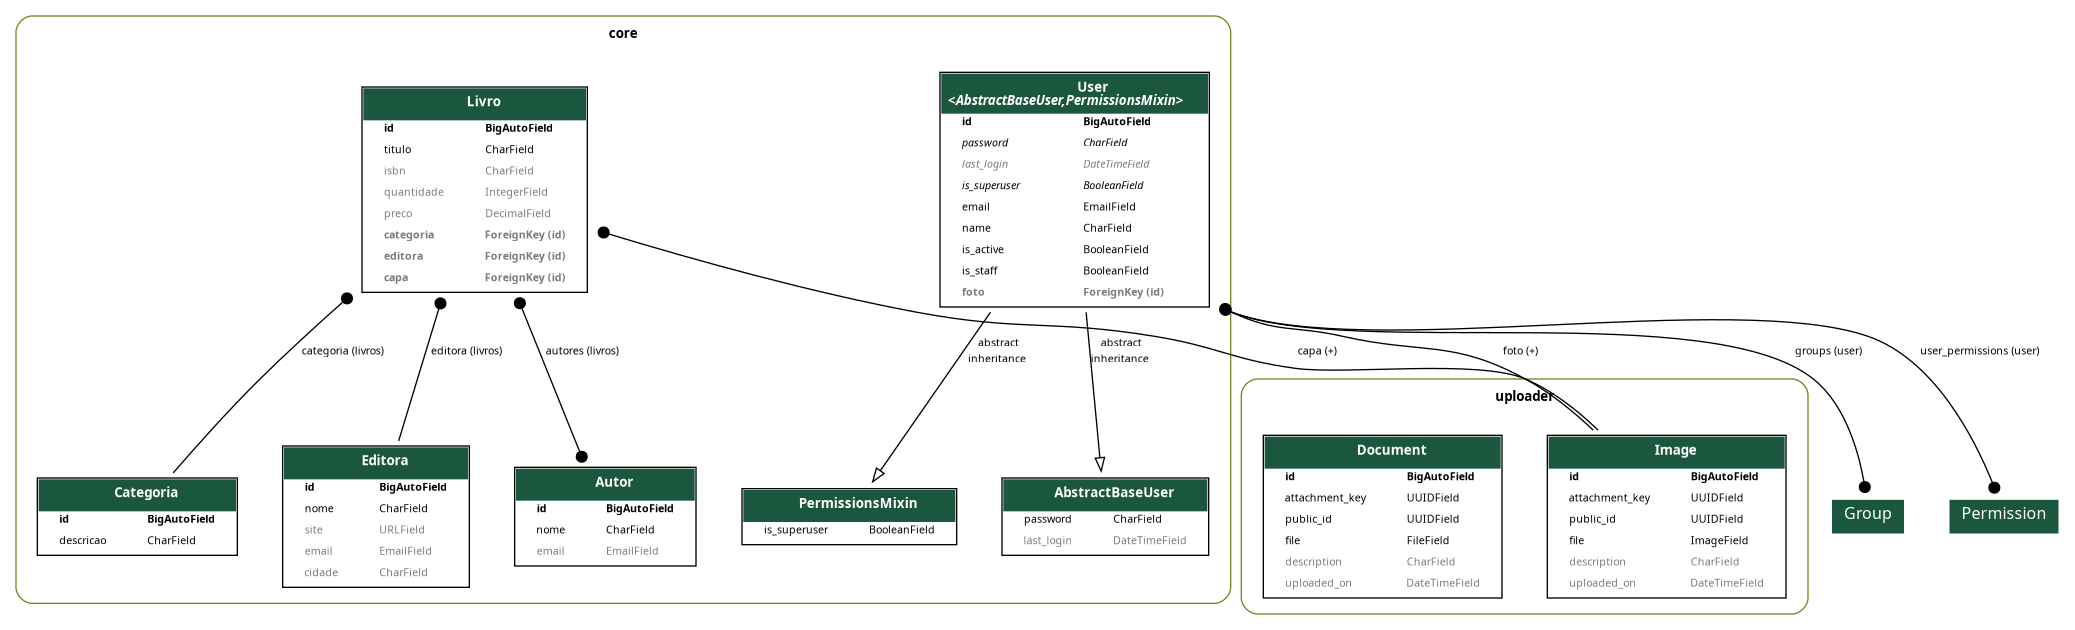 core
Livro
id BigAutoField
titulo CharField
isbn CharField
quantidade IntegerField
preco DecimalField
categoria ForeignKey (id)
editora ForeignKey (id)
capa ForeignKey (id)
User
<AbstractBaseUser,PermissionsMixin>
id BigAutoField
password CharField
last_login DateTimeField
is_superuser BooleanField
email EmailField
name CharField
is_active BooleanField
is_staff BooleanField
foto ForeignKey (id)
categoria (livros)
editora (livros)
autores (livros)
abstract
inheritance
abstract
inheritance
capa (+)
foto (+)
groups (user)
user_permissions (user)
Categoria
id BigAutoField
descricao CharField
Editora
id BigAutoField
nome CharField
site URLField
email EmailField
cidade CharField
Autor
id BigAutoField
nome CharField
email EmailField
PermissionsMixin
is_superuser BooleanField
AbstractBaseUser
password CharField
last_login DateTimeField
uploader
Document
id BigAutoField
attachment_key UUIDField
public_id UUIDField
file FileField
description CharField
uploaded_on DateTimeField
Image
id BigAutoField
attachment_key UUIDField
public_id UUIDField
file ImageField
description CharField
uploaded_on DateTimeField
Group
Permission